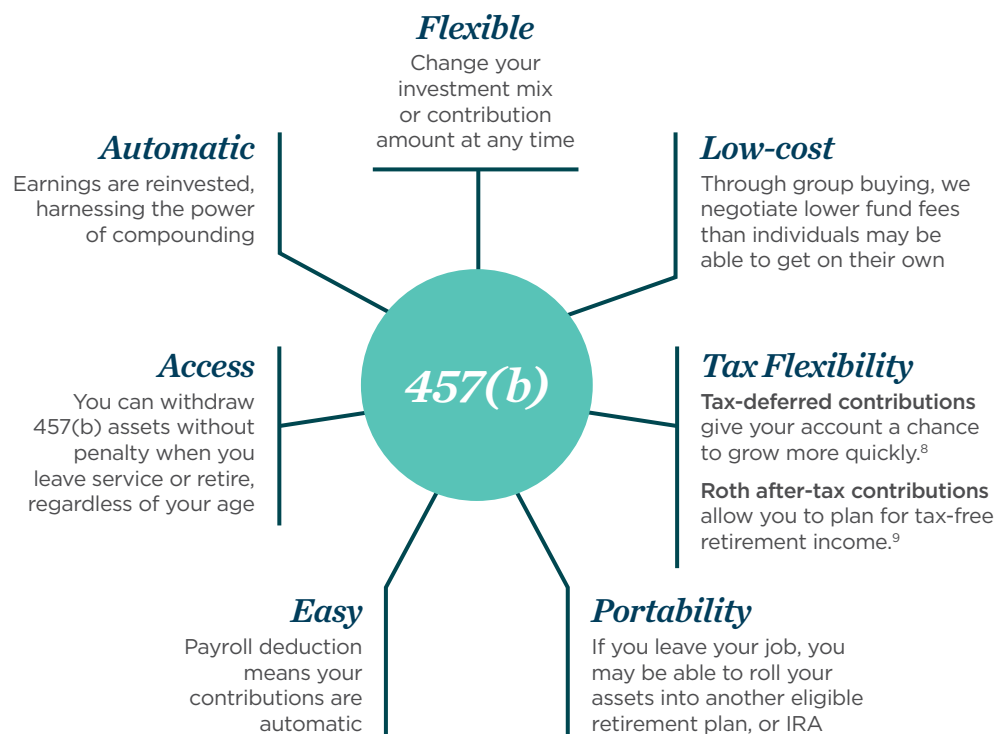 Flexible
Change your
investment mix
or contribution
amount at any time
Automatic
Earnings are reinvested,
harnessing the power
of compounding
Low-cost
Through group buying, we
negotiate lower fund fees
than individuals may be
able to get on their own
457(b)
Access
You can withdraw
457(b) assets without
penalty when you
leave service or retire,
regardless of your age
Tax Flexibility
Tax-deferred contributions
give your account a chance
to grow more quickly.⁸
Roth after-tax contributions
allow you to plan for tax-free
retirement income.⁹
Easy
Payroll deduction
means your
contributions are
automatic
Portability
If you leave your job, you
may be able to roll your
assets into another eligible
retirement plan, or IRA